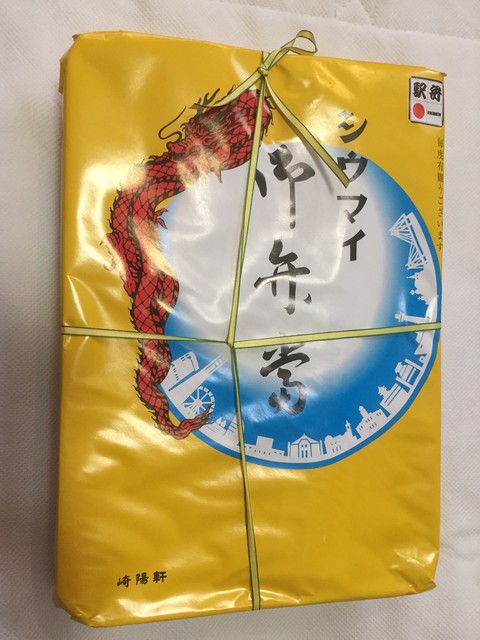 駅弁
毎度有難うございます
シウマイ
御弁當
崎陽軒